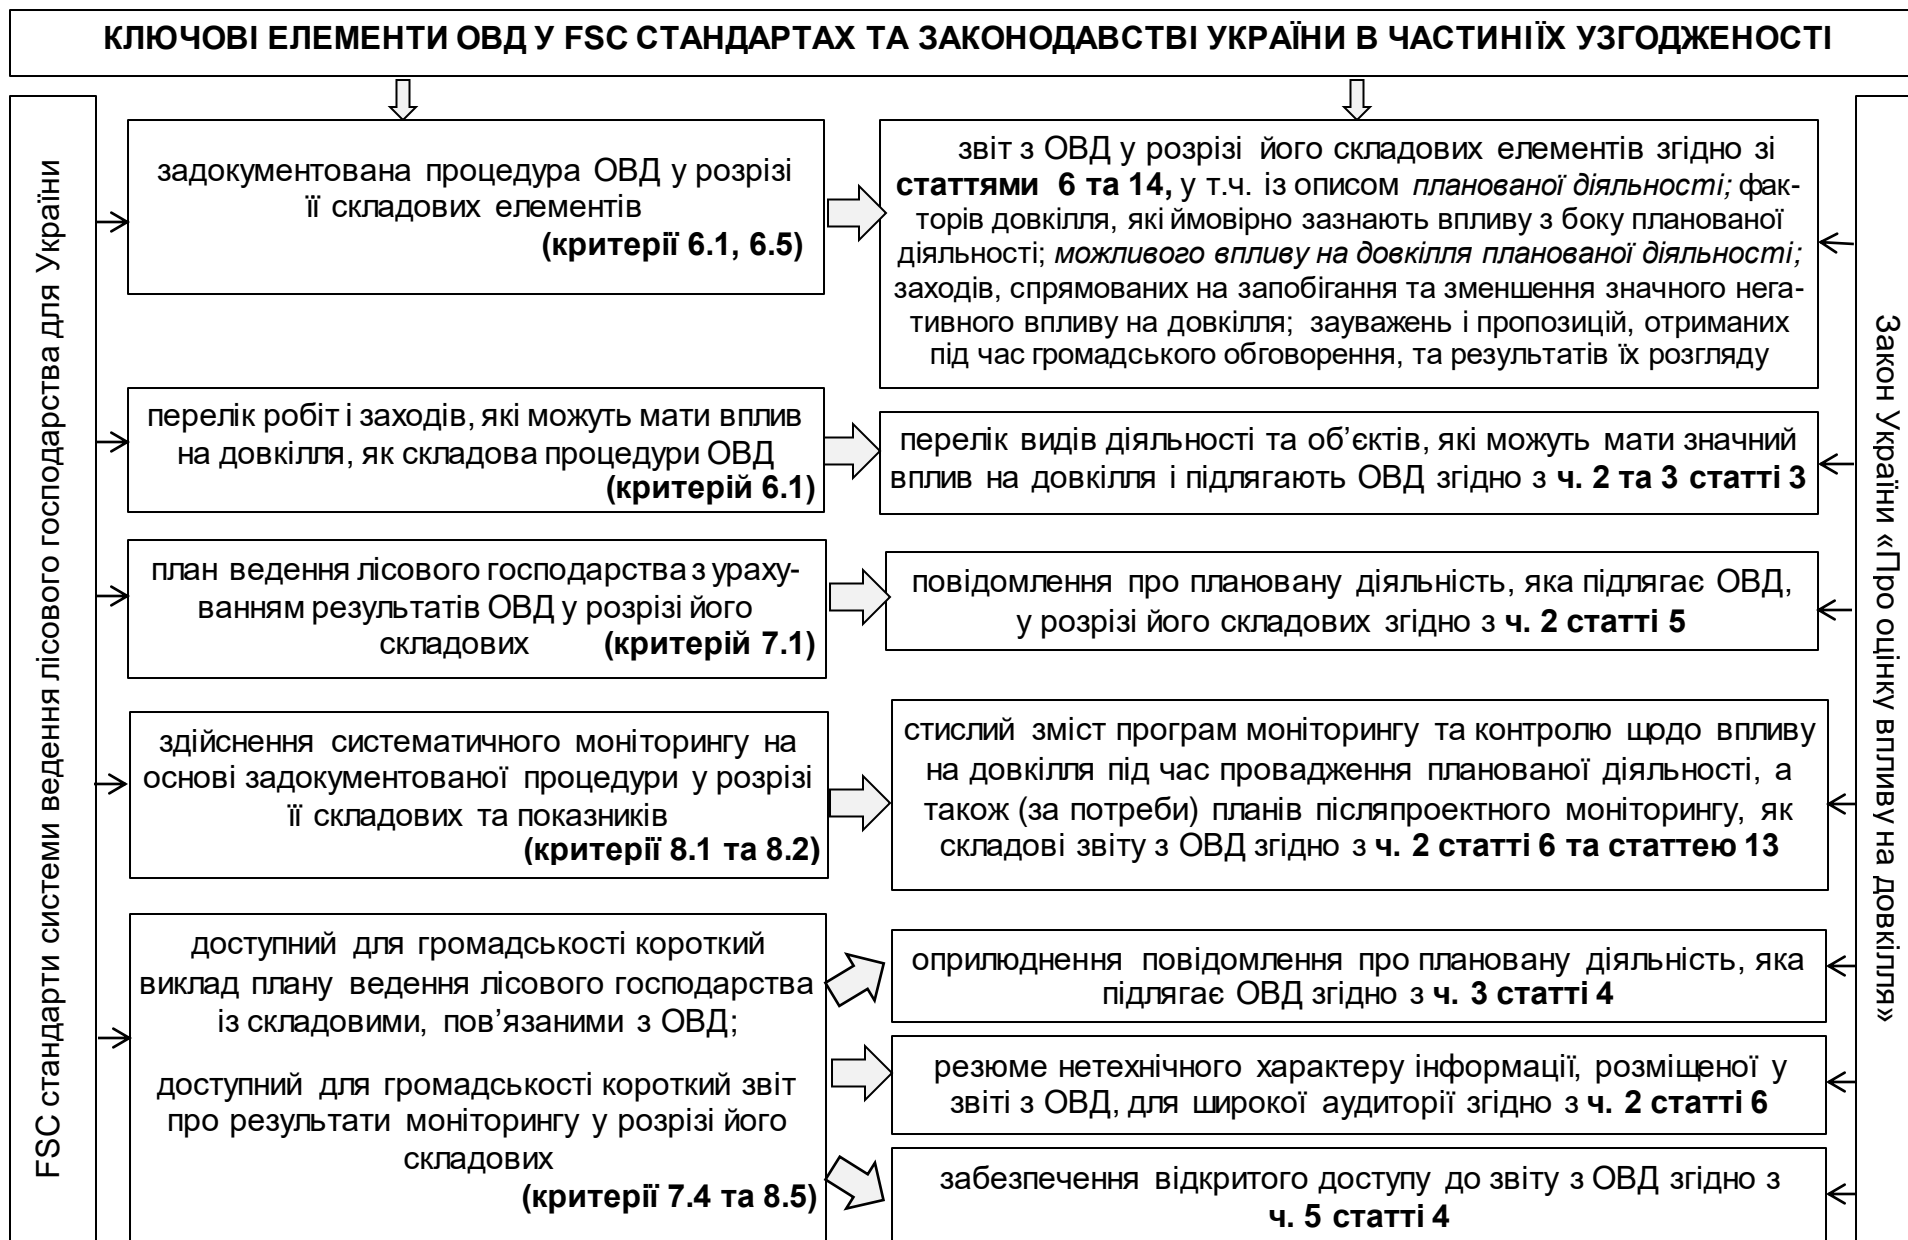 КЛЮЧОВІ ЕЛЕМЕНТИ ОВД У FSC СТАНДАРТАХ ТА ЗАКОНОДАВСТВІ УКРАЇНИ В ЧАСТИНІ ЇХ УЗГОДЖЕНОСТІ
FSC стандарти системи ведення лісового господарства для України
задокументована процедура ОВД у розрізі
її складових елементів
(критерії 6.1, 6.5)
звіт з ОВД у розрізі його складових елементів згідно зі
статтями 6 та 14, у т.ч. із описом планованої діяльності; фак-
торів довкілля, які ймовірно зазнають впливу з боку планованої
діяльності; можливого впливу на довкілля планованої діяльності;
заходів, спрямованих на запобігання та зменшення значного нега-
тивного впливу на довкілля; зауважень і пропозицій, отриманих
під час громадського обговорення, та результатів їх розгляду
перелік робіт і заходів, які можуть мати вплив
на довкілля, як складова процедури ОВД
(критерій 6.1)
перелік видів діяльності та об’єктів, які можуть мати значний
вплив на довкілля і підлягають ОВД згідно з ч. 2 та 3 статті 3
план ведення лісового господарства з ураху-
ванням результатів ОВД у розрізі його
складових (критерій 7.1)
повідомлення про плановану діяльність, яка підлягає ОВД,
у розрізі його складових згідно з ч. 2 статті 5
здійснення систематичного моніторингу на
основі задокументованої процедури у розрізі
її складових та показників
(критерії 8.1 та 8.2)
стислий зміст програм моніторингу та контролю щодо впливу
на довкілля під час провадження планованої діяльності, а
також (за потреби) планів післяпроектного моніторингу, як
складові звіту з ОВД згідно з ч. 2 статті 6 та статтею 13
доступний для громадськості короткий
виклад плану ведення лісового господарства
із складовими, пов’язаними з ОВД;
доступний для громадськості короткий звіт
про результати моніторингу у розрізі його
складових
(критерії 7.4 та 8.5)
оприлюднення повідомлення про плановану діяльність, яка
підлягає ОВД згідно з ч. 3 статті 4
резюме нетехнічного характеру інформації, розміщеної у
звіті з ОВД, для широкої аудиторії згідно з ч. 2 статті 6
забезпечення відкритого доступу до звіту з ОВД згідно з
ч. 5 статті 4
Закон України «Про оцінку впливу на довкілля»